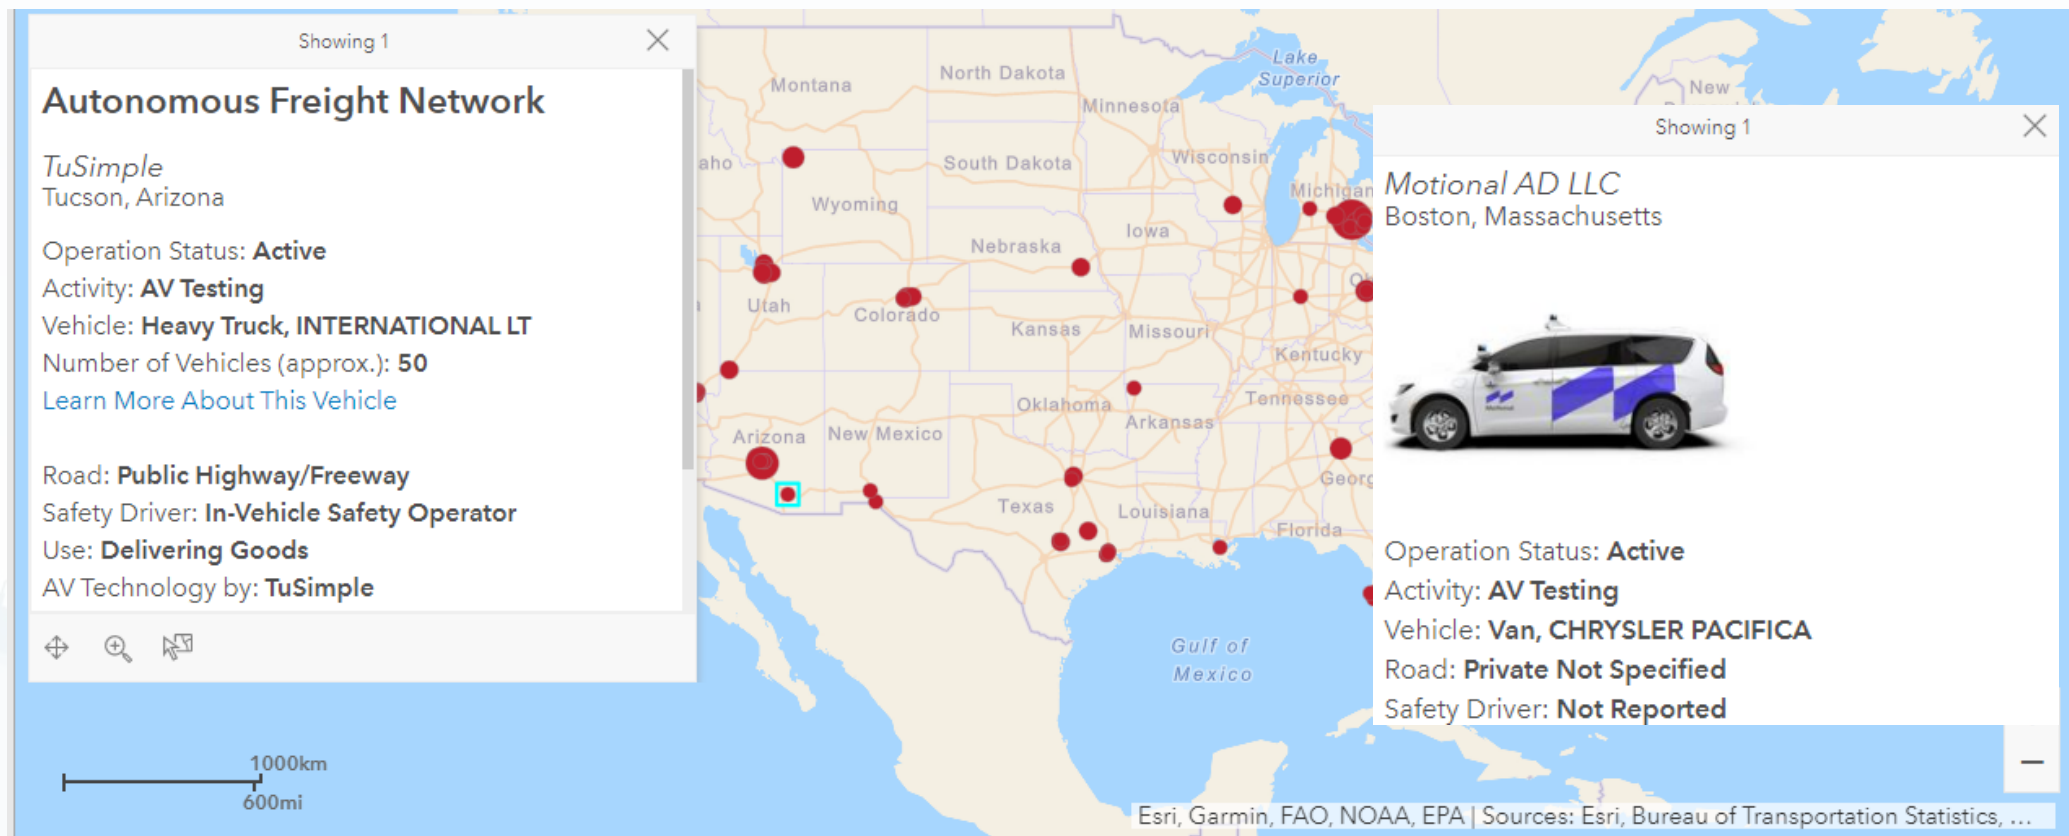 Showing 1
Autonomous Freight Network
TuSimple
Tucson, Arizona
Operation Status: Active
Activity: AV Testing
Vehicle: Heavy Truck, INTERNATIONAL LT
Number of Vehicles (approx.): 50
Learn More About This Vehicle
Road: Public Highway/Freeway
Safety Driver: In-Vehicle Safety Operator
Use: Delivering Goods
AV Technology by: TuSimple
1000km
600mi
Lake
Superior
Montana
North Dakota
Minnesota
New
aho
South Dakota
Wisconsin
Michigan
Wyoming
Iowa
Nebraska
Utah
Colorado
Kansas
Missouri
Kentucky
Oklahoma
Tennessee
Arkansas
Arizona
New Mexico
Georg
Texas
Louisiana
Florida
Gulf of
Mexico
Showing 1
Motional AD LLC
Boston, Massachusetts
Motional
Operation Status: Active
Activity: AV Testing
Vehicle: Van, CHRYSLER PACIFICA
Road: Private Not Specified
Safety Driver: Not Reported
Esri, Garmin, FAO, NOAA, EPA | Sources: Esri, Bureau of Transportation Statistics, ...